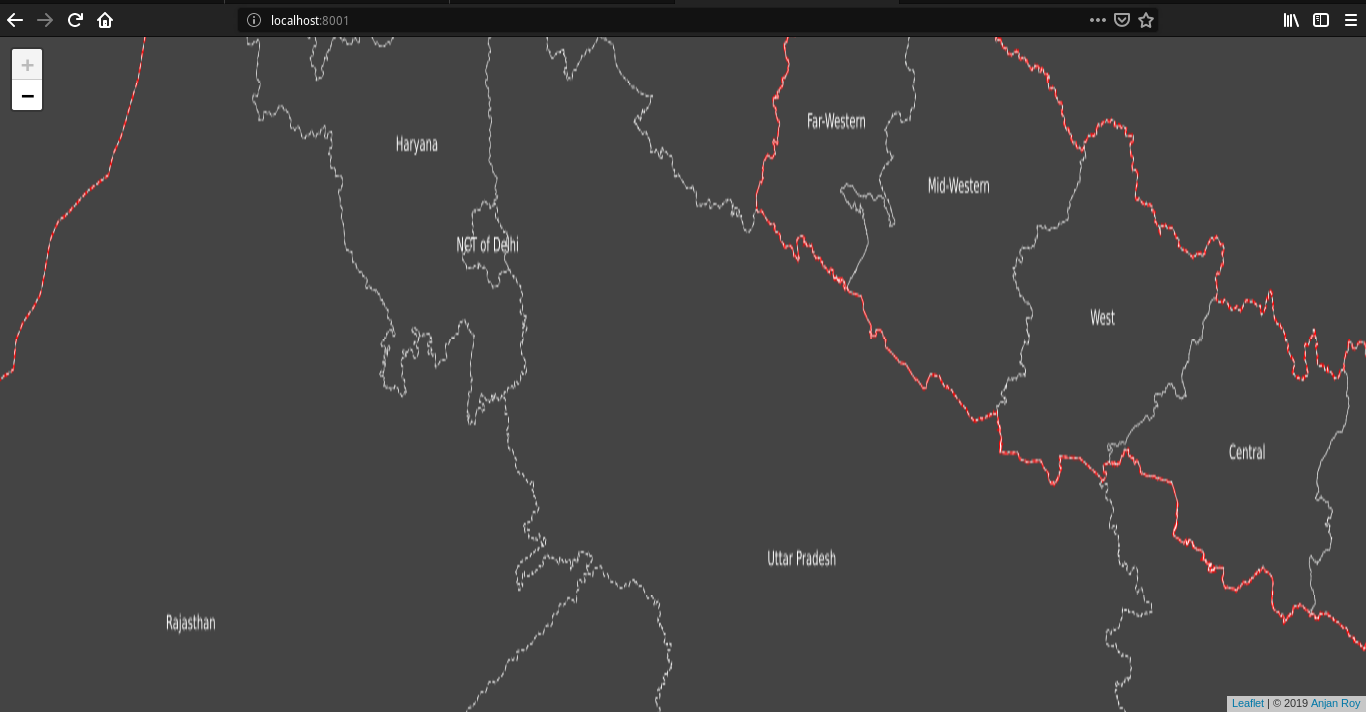 localhost:8001
+
−
Far-Western
Haryana
Mid-Western
NCT of Delhi
West
Central
Uttar Pradesh
Rajasthan
Leaflet | © 2019 Anjan Roy